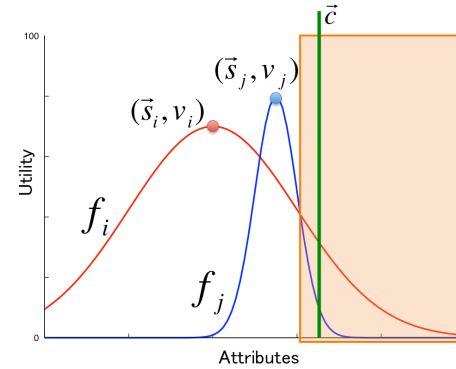 c⃗
100
(s⃗ⱼ, vⱼ)
(s⃗ᵢ, vᵢ)
Utility
fᵢ
fⱼ
0
Attributes